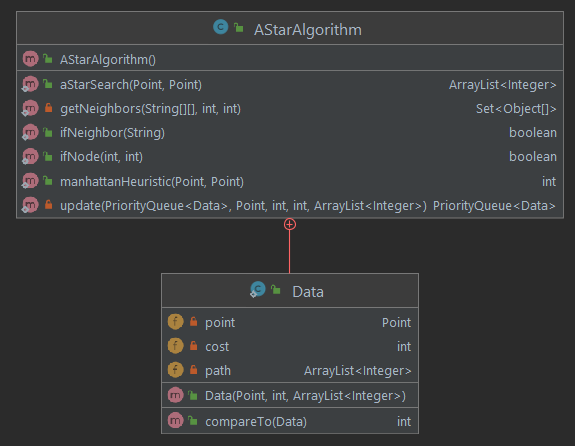 AStarAlgorithm
AStarAlgorithm()
aStarSearch(Point, Point) ArrayList<Integer>
getNeighbors(String[][], int, int) Set<Object[]>
ifNeighbor(String) boolean
ifNode(int, int) boolean
manhattanHeuristic(Point, Point) int
update(PriorityQueue<Data>, Point, int, int, ArrayList<Integer>) PriorityQueue<Data>
Data
point Point
cost int
path ArrayList<Integer>
Data(Point, int, ArrayList<Integer>)
compareTo(Data) int